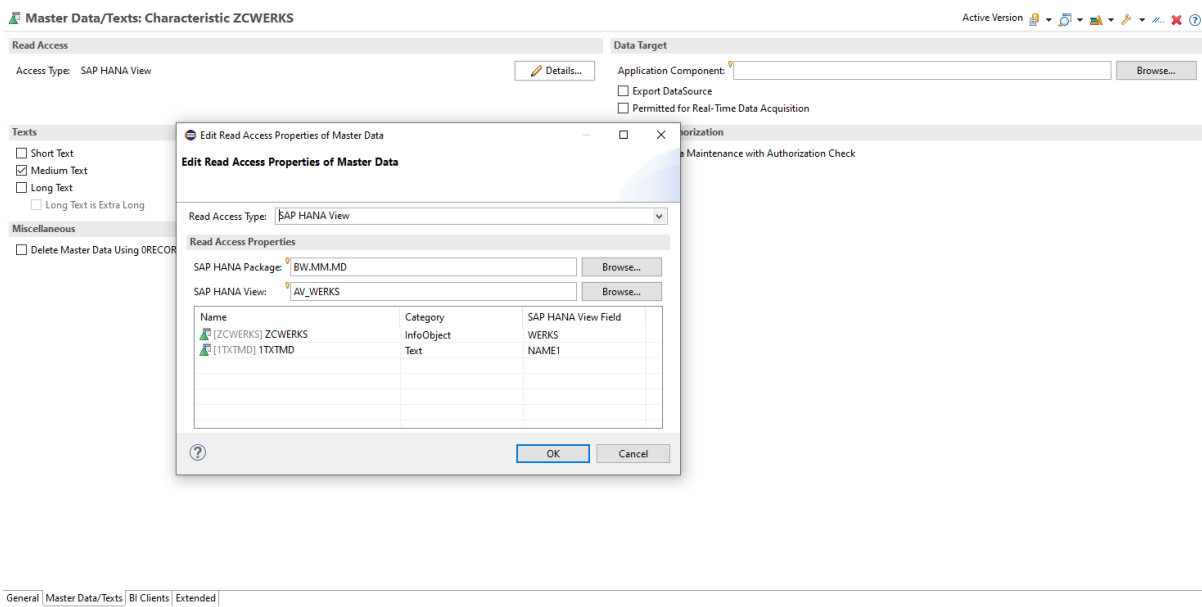 Master Data/Texts: Characteristic ZCWERKS
Active Version
Read Access
Access Type: SAP HANA View
Details...
Data Target
Application Component:
Browse...
Export DataSource
Permitted for Real-Time Data Acquisition
Texts
Short Text
Medium Text
Long Text
Long Text is Extra Long
Miscellaneous
Delete Master Data Using 0RECOR
Maintenance with Authorization Check
Edit Read Access Properties of Master Data
Edit Read Access Properties of Master Data
Read Access Type: SAP HANA View
Read Access Properties
SAP HANA Package: BW.MM.MD Browse...
SAP HANA View: AV_WERKS Browse...
Name Category SAP HANA View Field
[ZCWERKS] ZCWERKS InfoObject WERKS
[1TXTMD] 1TXTMD Text NAME1
OK Cancel
General Master Data/Texts BI Clients Extended